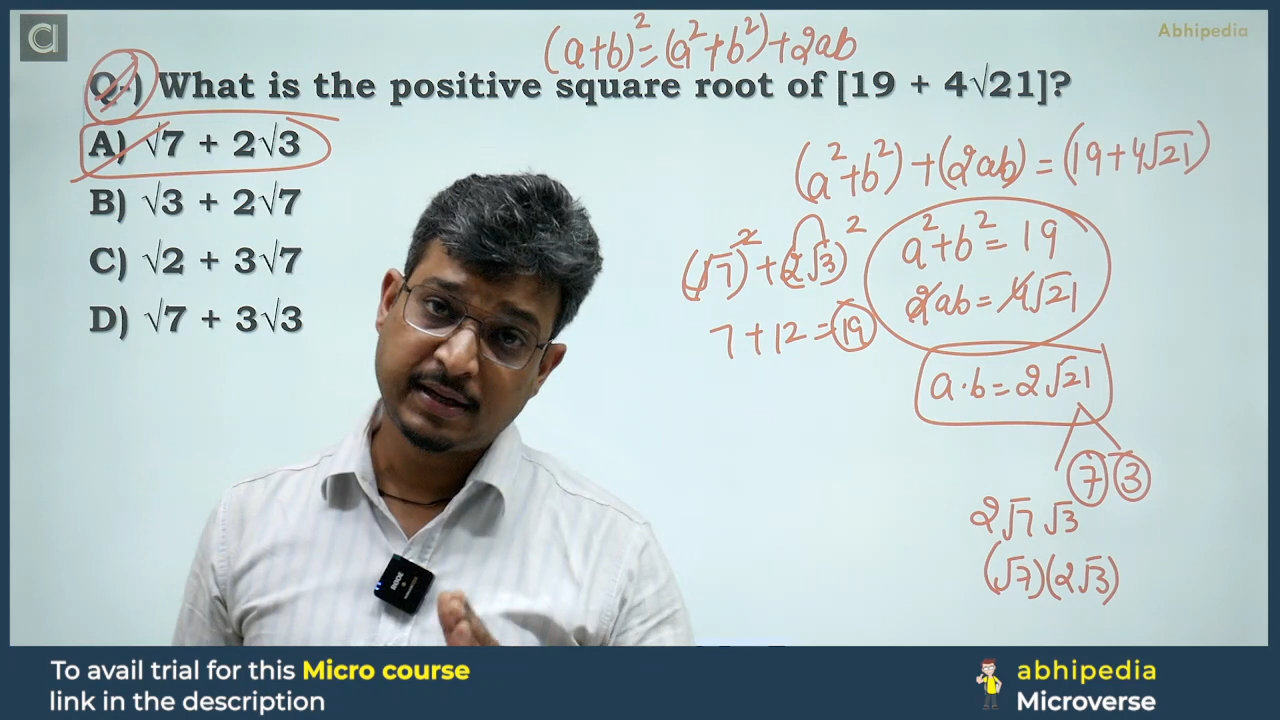 Abhipedia
(a+b)²=(a²+b²)+2ab
Q-) What is the positive square root of [19 + 4√21]?
A) √7 + 2√3
B) √3 + 2√7
C) √2 + 3√7
D) √7 + 3√3
(a²+b²)+(2ab)=(19+4√21)
(√7)²+(2√3)²
7+12=19
a²+b²=19
2ab=4√21
a·b=2√21
7 3
2√7 √3
(√7)(2√3)
RODE
To avail trial for this Micro course
link in the description
abhipedia
Microverse